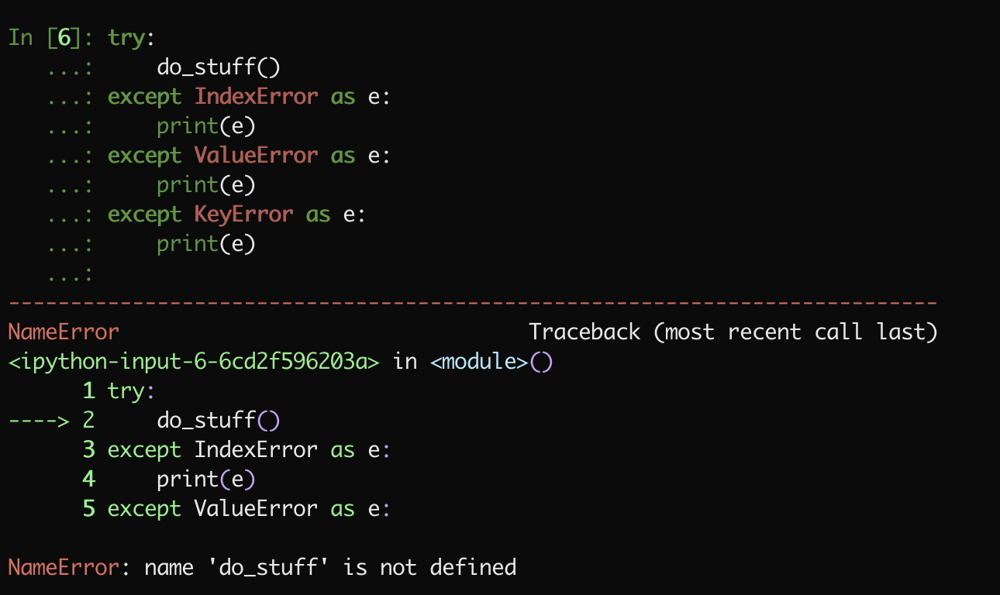 In [6]: try:
   ...:     do_stuff()
   ...: except IndexError as e:
   ...:     print(e)
   ...: except ValueError as e:
   ...:     print(e)
   ...: except KeyError as e:
   ...:     print(e)
   ...:
---------------------------------------------------------------------------
NameError                                 Traceback (most recent call last)
<ipython-input-6-6cd2f596203a> in <module>()
      1 try:
----> 2     do_stuff()
      3 except IndexError as e:
      4     print(e)
      5 except ValueError as e:

NameError: name 'do_stuff' is not defined